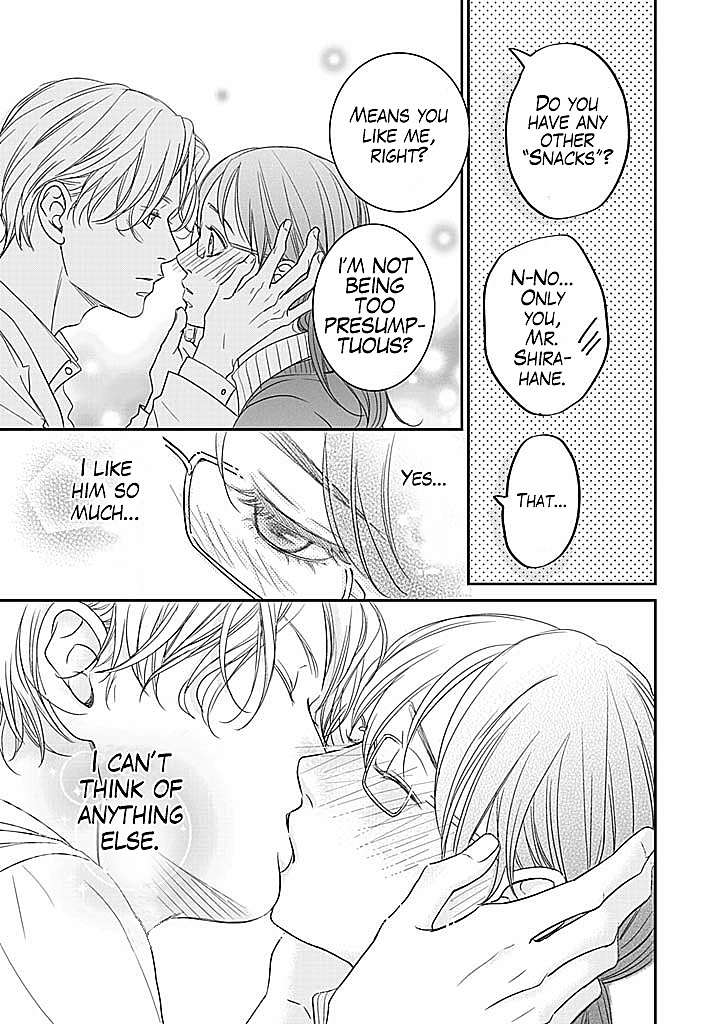 DO YOU
HAVE ANY
OTHER
"SNACKS"?
N-NO...
ONLY
YOU,
MR.
SHIRA-
HANE.
THAT...
MEANS YOU
LIKE ME,
RIGHT?
I'M NOT
BEING
TOO
PRESUMP-
TUOUS?
YES...
I LIKE
HIM SO
MUCH...
I CAN'T
THINK OF
ANYTHING
ELSE.